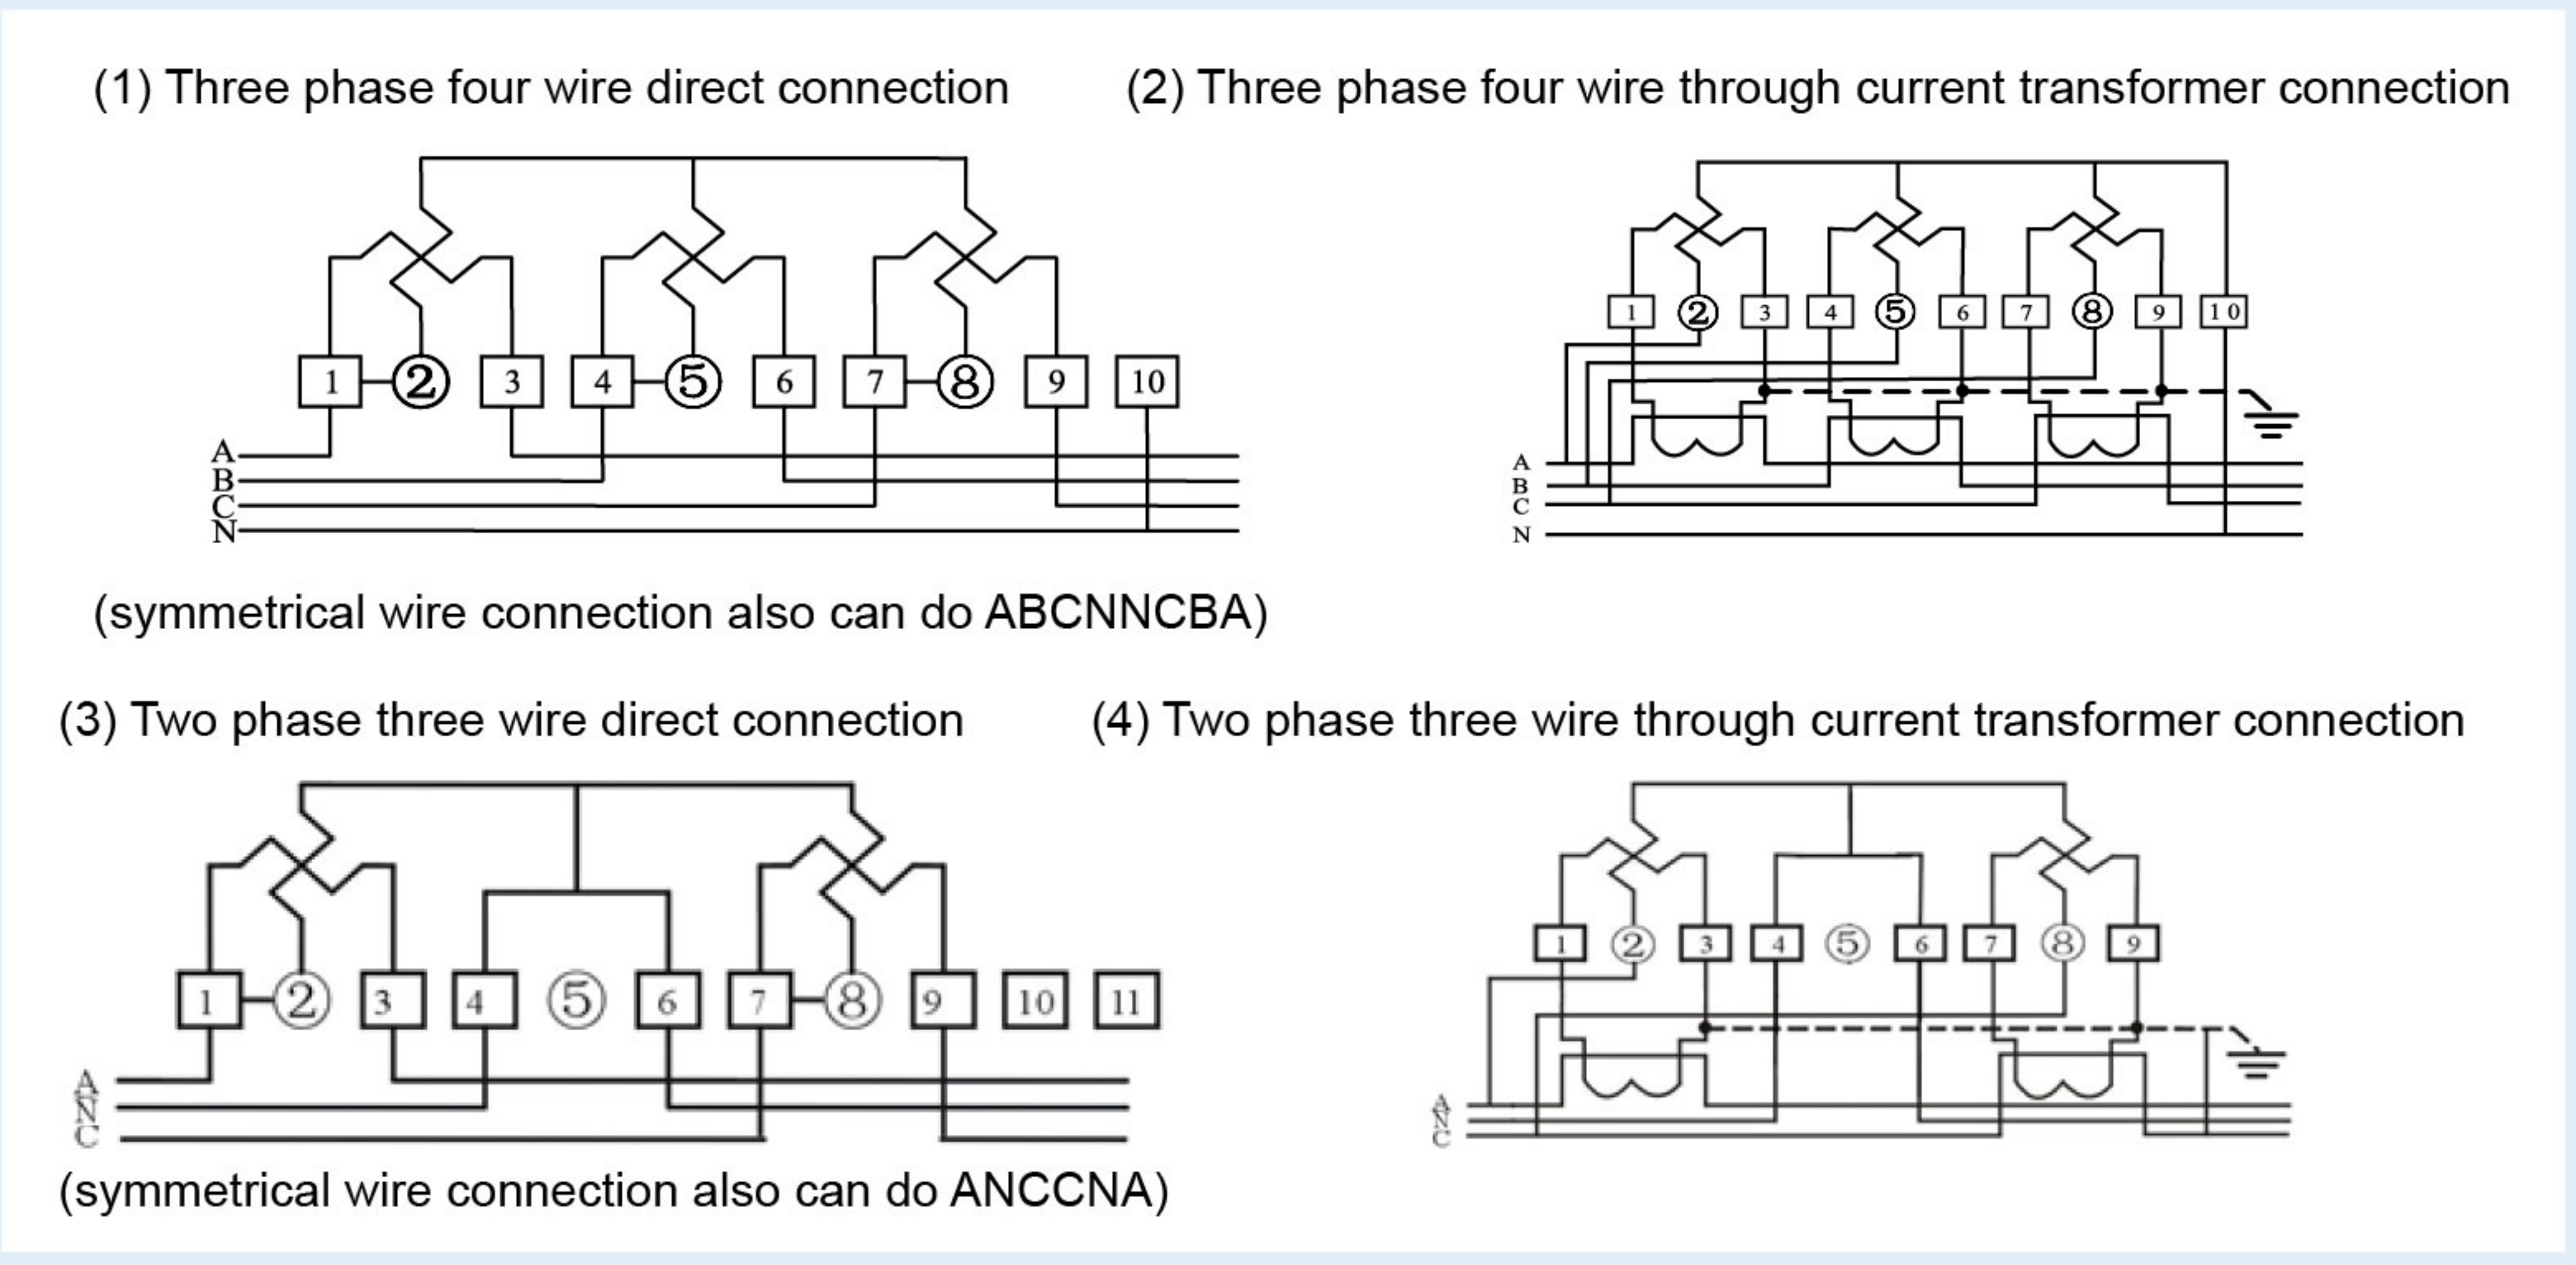 (1) Three phase four wire direct connection
(2) Three phase four wire through current transformer connection
1 ② 3 4 ⑤ 6 7 ⑧ 9 10
A
B
C
N
1 ② 3 4 ⑤ 6 7 ⑧ 9 10
A
B
C
N
(symmetrical wire connection also can do ABCNNCBA)
(3) Two phase three wire direct connection
(4) Two phase three wire through current transformer connection
1 ② 3 4 ⑤ 6 7 ⑧ 9 10 11
A
N
C
1 ② 3 4 ⑤ 6 7 ⑧ 9
A
N
C
(symmetrical wire connection also can do ANCCNA)